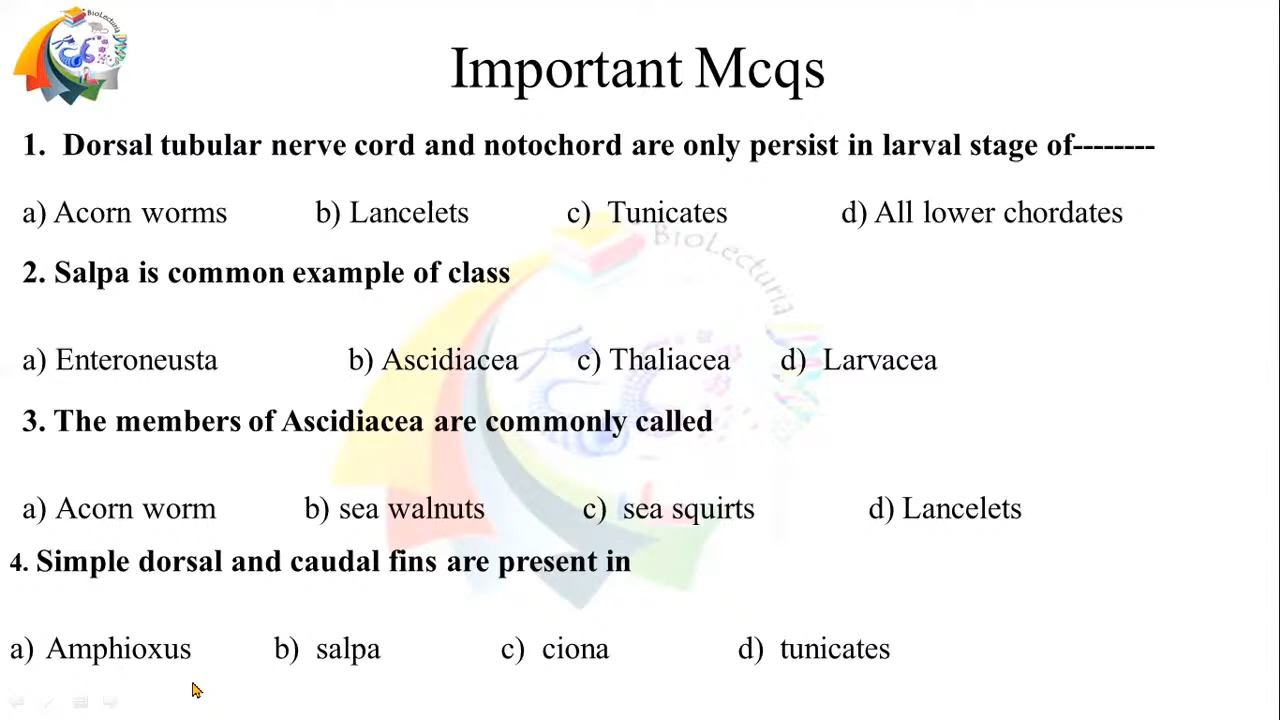 BioLecturia
Important Mcqs
1. Dorsal tubular nerve cord and notochord are only persist in larval stage of--------
a) Acorn worms b) Lancelets c) Tunicates d) All lower chordates
BioLecturia
2. Salpa is common example of class
a) Enteroneusta b) Ascidiacea c) Thaliacea d) Larvacea
3. The members of Ascidiacea are commonly called
a) Acorn worm b) sea walnuts c) sea squirts d) Lancelets
4. Simple dorsal and caudal fins are present in
a) Amphioxus b) salpa c) ciona d) tunicates